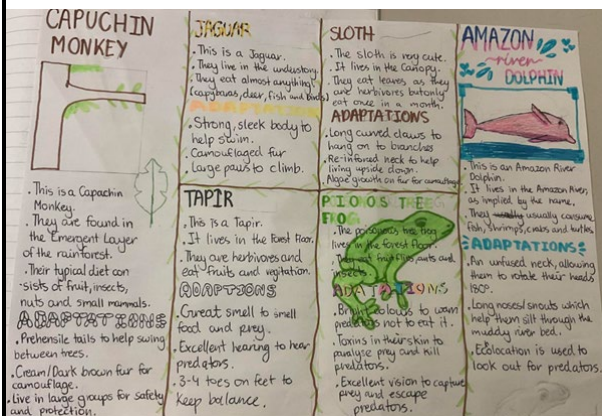 CAPUCHIN
MONKEY
. This is a Capachin
Monkey.
. They are found in
the Emergent Layer
of the rainforest.
. Their typical diet con
-sists of fruit, insects,
nuts and small mammals.
ADAPTATIONS
. Prehensile tails to help swing
between trees.
. Cream/Dark brown fur for
camouflage.
. Live in large groups for safety
and protection.
JAGUAR
. This is a Jaguar.
. They live in the understory.
. They eat almost anything!
(capybaras, deer, fish and birds)
ADAPTATIONS
. Strong, sleek body to
help swim.
. Camouflaged fur
. Large paws to climb.
TAPIR
. This is a Tapir.
. It lives in the Forest Floor.
. They are herbivores and
eat fruits and vegitation.
ADAPTIONS
. Great smell to smell
food and prey.
. Excellent hearing to hear
predators.
. 3-4 toes on feet to
keep balance.
SLOTH
. The sloth is very cute.
. It lives in the Canopy.
. They eat leaves as they
are herbivores but only
eat once in a month.
ADAPTATIONS
. Long curved claws to
hang on to branches
. Re-inforced neck to help
living upside down.
. Algae growth on fur for camouflage
POISONOUS TREE
FROG
. The poisonous tree frog
lives in the forest floor.
. They eat fruit flies, ants and
insects
ADAPTATIONS
. Bright colours to warn
predators not to eat it.
. Toxins in their skin to
paralyse prey and kill
predators.
. Excellent vision to capture
prey and escape
predators.
AMAZON
river
DOLPHIN
. This is an Amazon River
Dolphin.
. It lives in the Amazon River,
as implied by the name.
. They usually consume
fish, shrimps, crabs and turtles.
ADAPTATIONS
. An unfused neck, allowing
them to rotate their heads
180°.
. Long noses/snouts which
help them sill through the
muddy river bed.
. Echolocation is used to
look out for predators.